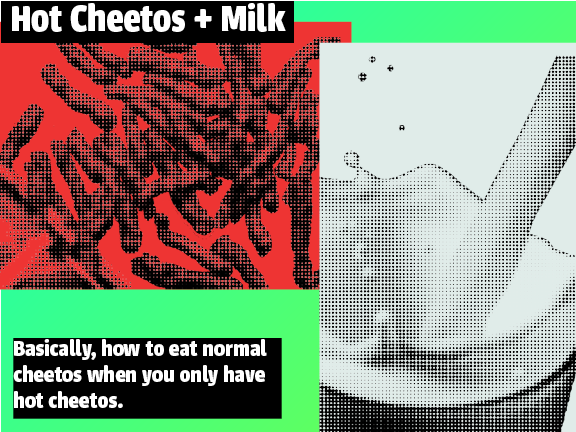 Hot Cheetos + Milk
Basically, how to eat normal
cheetos when you only have
hot cheetos.